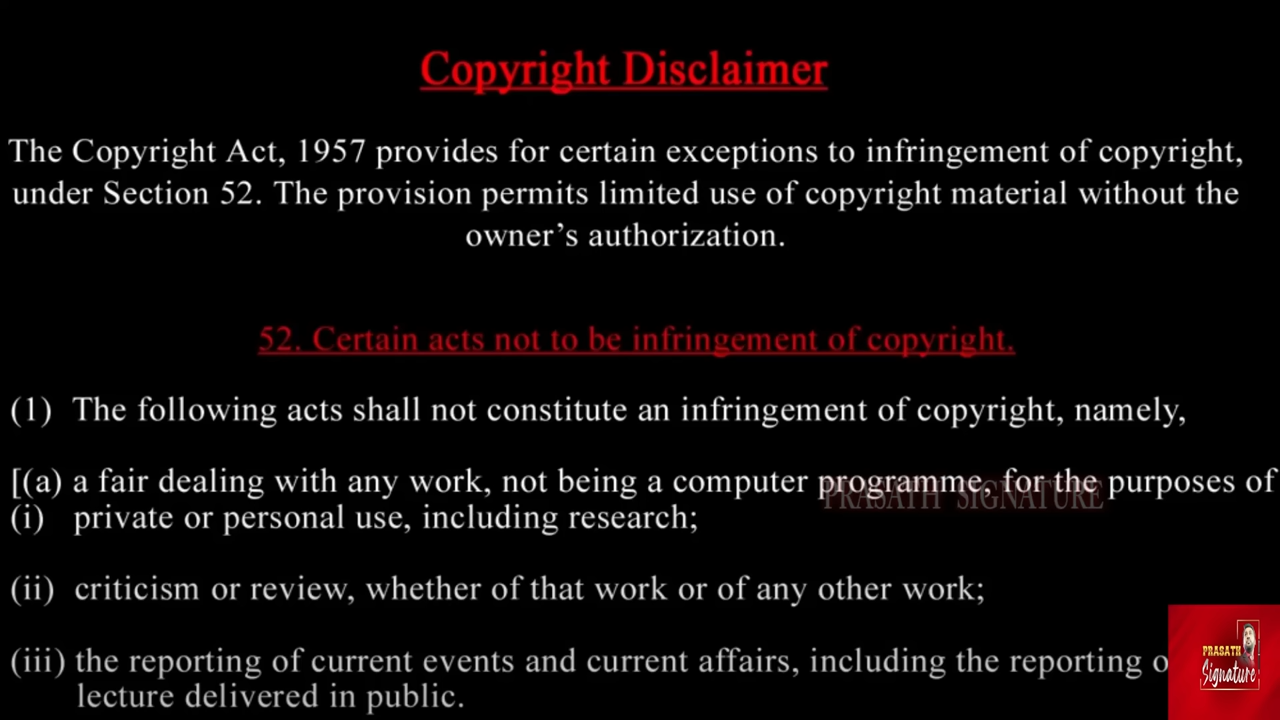 Copyright Disclaimer
The Copyright Act, 1957 provides for certain exceptions to infringement of copyright,
under Section 52. The provision permits limited use of copyright material without the
owner’s authorization.
52. Certain acts not to be infringement of copyright.
(1) The following acts shall not constitute an infringement of copyright, namely,
[(a) a fair dealing with any work, not being a computer programme, for the purposes of
PRASATH SIGNATURE
(i) private or personal use, including research;
(ii) criticism or review, whether of that work or of any other work;
(iii) the reporting of current events and current affairs, including the reporting o
lecture delivered in public.
PRASATH
Signature